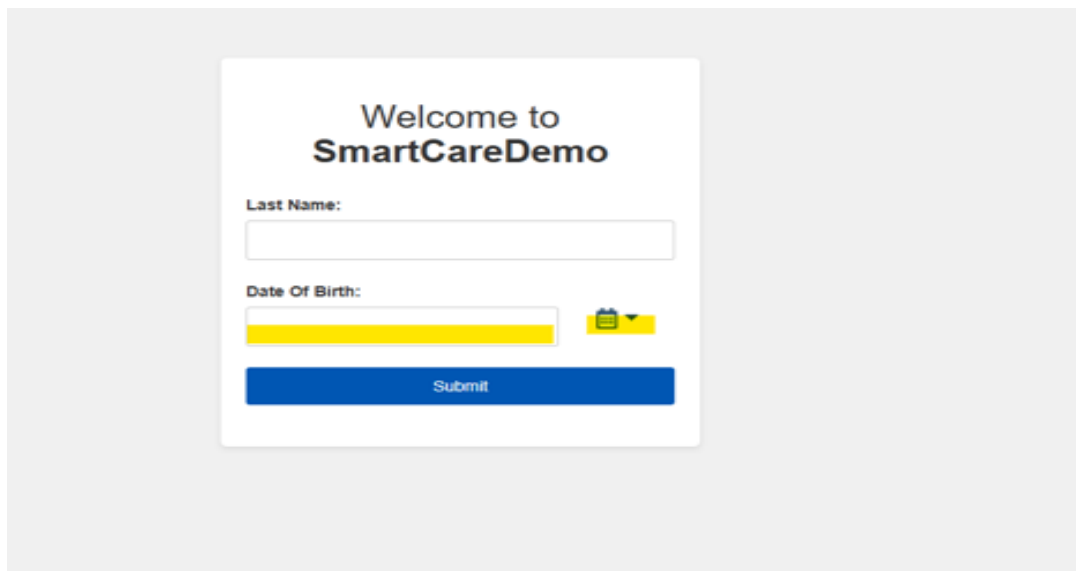 Welcome to
SmartCareDemo
Last Name:
Date Of Birth:
Submit